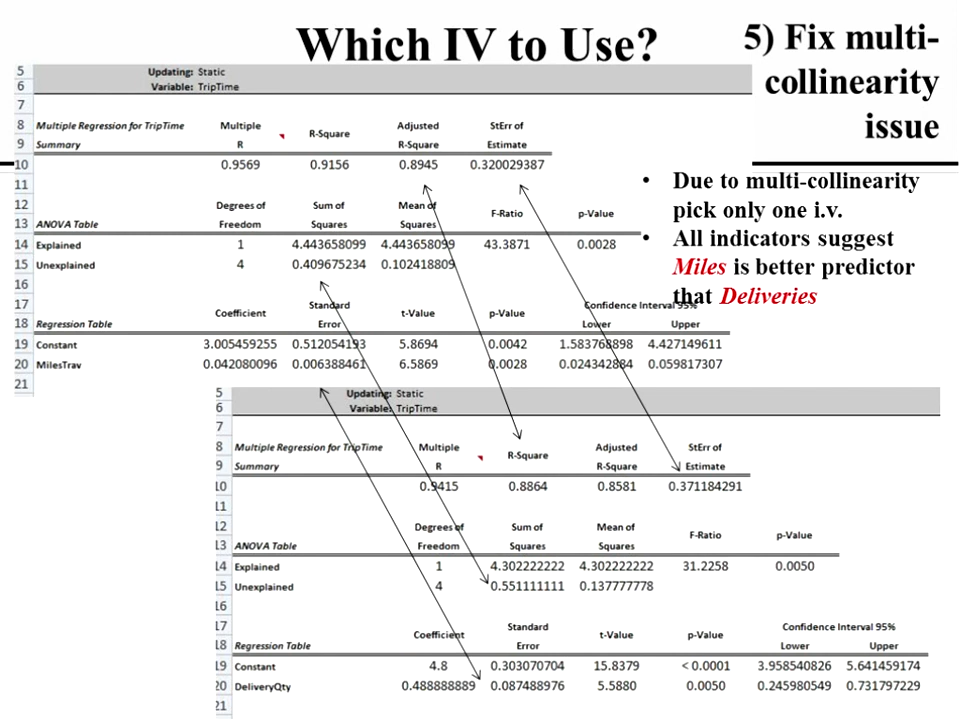 Which IV to Use?
5) Fix multi-
collinearity
issue
5 Updating: Static
6 Variable: TripTime
7
8 Multiple Regression for TripTime Multiple R-Square Adjusted StErr of
9 Summary R R-Square Estimate
10 0.9569 0.9156 0.8945 0.320029387
11
12 Degrees of Sum of Mean of F-Ratio p-Value
13 ANOVA Table Freedom Squares Squares
14 Explained 1 4.443658099 4.443658099 43.3871 0.0028
15 Unexplained 4 0.409675234 0.102418809
16
17 Coefficient Standard t-Value p-Value Confidence Interval 95%
18 Regression Table Error Lower Upper
19 Constant 3.005459255 0.512054193 5.8694 0.0042 1.583768898 4.427149611
20 MilesTrav 0.042080096 0.006388461 6.5869 0.0028 0.024342884 0.059817307
21
• Due to multi-collinearity
pick only one i.v.
• All indicators suggest
Miles is better predictor
that Deliveries
5 Updating: Static
6 Variable: TripTime
7
8 Multiple Regression for TripTime Multiple R-Square Adjusted StErr of
9 Summary R R-Square Estimate
10 0.9415 0.8864 0.8581 0.371184291
11
12 Degrees of Sum of Mean of F-Ratio p-Value
13 ANOVA Table Freedom Squares Squares
14 Explained 1 4.302222222 4.302222222 31.2258 0.0050
15 Unexplained 4 0.551111111 0.137777778
16
17 Coefficient Standard t-Value p-Value Confidence Interval 95%
18 Regression Table Error Lower Upper
19 Constant 4.8 0.303070704 15.8379 < 0.0001 3.958540826 5.641459174
20 DeliveryQty 0.488888889 0.087488976 5.5880 0.0050 0.245980549 0.731797229
21